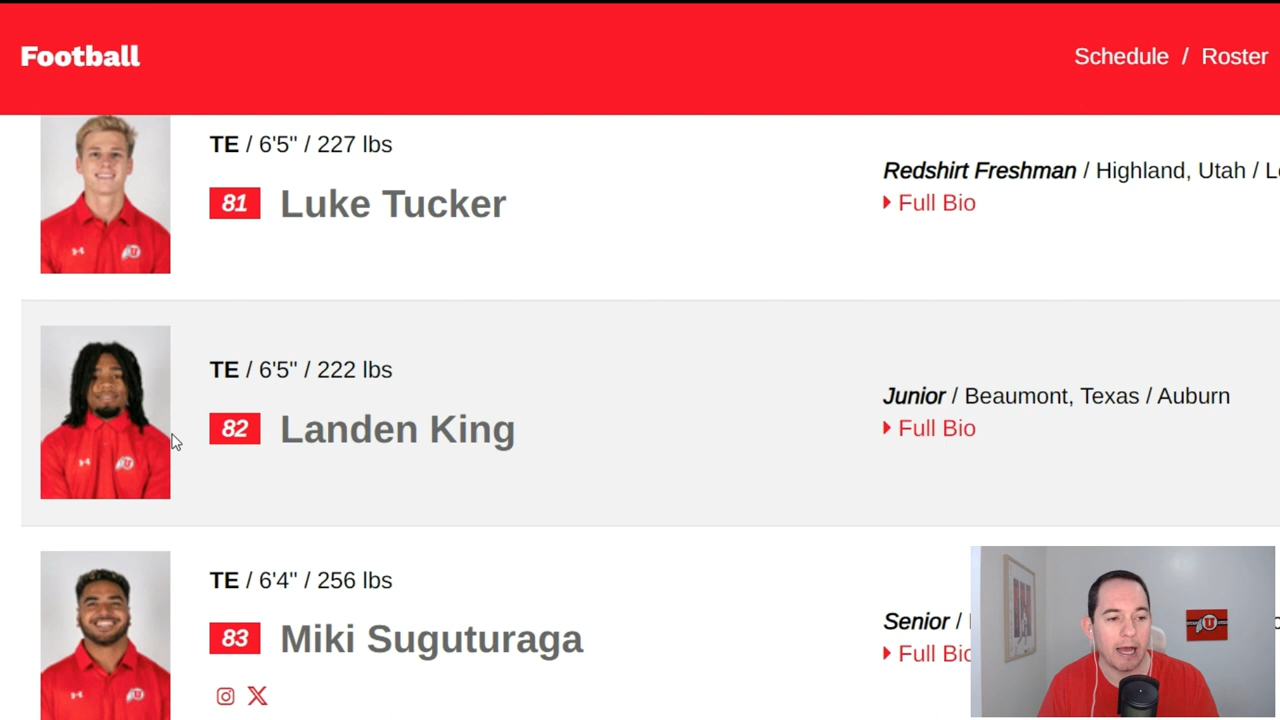 Football
Schedule / Roster
TE / 6'5" / 227 lbs
81 Luke Tucker
Redshirt Freshman / Highland, Utah /
Full Bio
TE / 6'5" / 222 lbs
82 Landen King
Junior / Beaumont, Texas / Auburn
Full Bio
TE / 6'4" / 256 lbs
83 Miki Suguturaga
Senior /
Full Bio
U